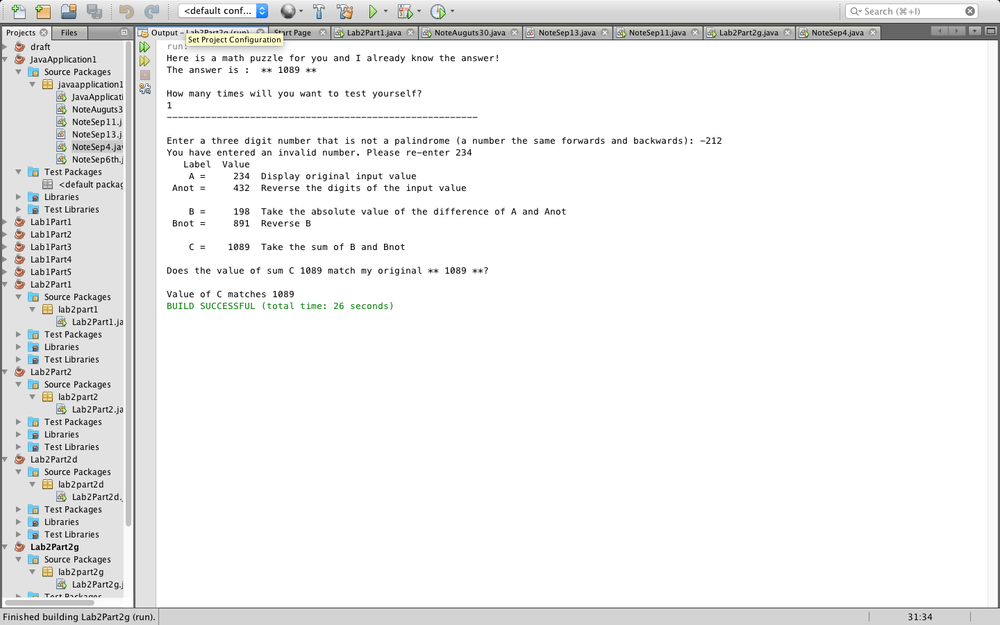 <default conf...
Search (⌘+I)
Projects
Files
Output – Lab2Part2g (run)
Start Page
Lab2Part1.java
NoteAuguts30.java
NoteSep13.java
NoteSep11.java
Lab2Part2g.java
NoteSep4.java
Set Project Configuration
draft
JavaApplication1
Source Packages
javaapplication1
JavaApplicati
NoteAuguts3
NoteSep11.j
NoteSep13.j
NoteSep4.jav
NoteSep6th.j
Test Packages
<default packag
Libraries
Test Libraries
Lab1Part1
Lab1Part2
Lab1Part3
Lab1Part4
Lab1Part5
Lab2Part1
Source Packages
lab2part1
Lab2Part1.ja
Test Packages
Libraries
Test Libraries
Lab2Part2
Source Packages
lab2part2
Lab2Part2.ja
Test Packages
Libraries
Test Libraries
Lab2Part2d
Source Packages
lab2part2d
Lab2Part2d.
Test Packages
Libraries
Test Libraries
Lab2Part2g
Source Packages
lab2part2g
Lab2Part2g.j
Test Packages
run:
Here is a math puzzle for you and I already know the answer!
The answer is :  ** 1089 **
How many times will you want to test yourself?
1
--------------------------------------------------------
Enter a three digit number that is not a palindrome (a number the same forwards and backwards): -212
You have entered an invalid number. Please re-enter 234
Label  Value
A =     234  Display original input value
Anot =     432  Reverse the digits of the input value
B =     198  Take the absolute value of the difference of A and Anot
Bnot =     891  Reverse B
C =    1089  Take the sum of B and Bnot
Does the value of sum C 1089 match my original ** 1089 **?
Value of C matches 1089
BUILD SUCCESSFUL (total time: 26 seconds)
Finished building Lab2Part2g (run).
31:34